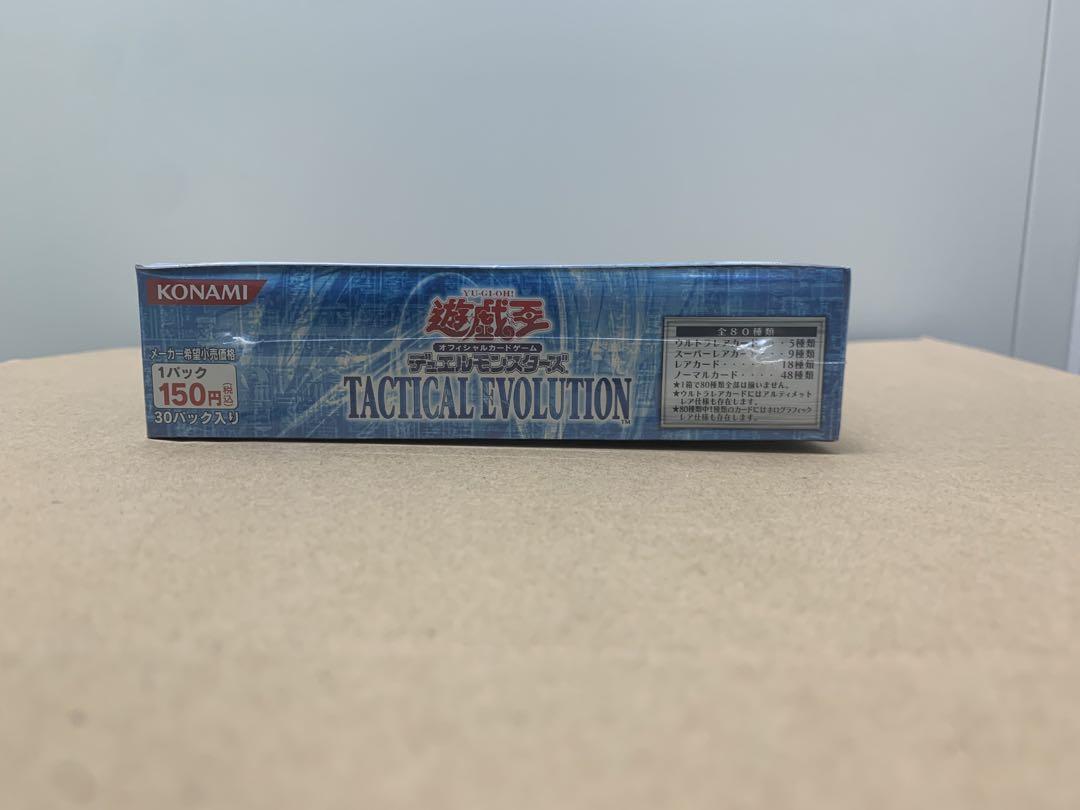 KONAMI
メーカー希望小売価格
1パック
150円(税込)
30パック入り
YU-GI-OH!
遊戯王
オフィシャルカードゲーム
デュエルモンスターズ
TACTICAL EVOLUTION™
全80種類
ウルトラレアカード・・・5種類
スーパーレアカード・・・9種類
レアカード・・・・・・18種類
ノーマルカード・・・・48種類
★1箱で80種類全部は揃いません。
★ウルトラレアカードにはアルティメット
レア仕様も存在します。
★80種類中1種類のカードにはホログラフィック
レア仕様も存在します。